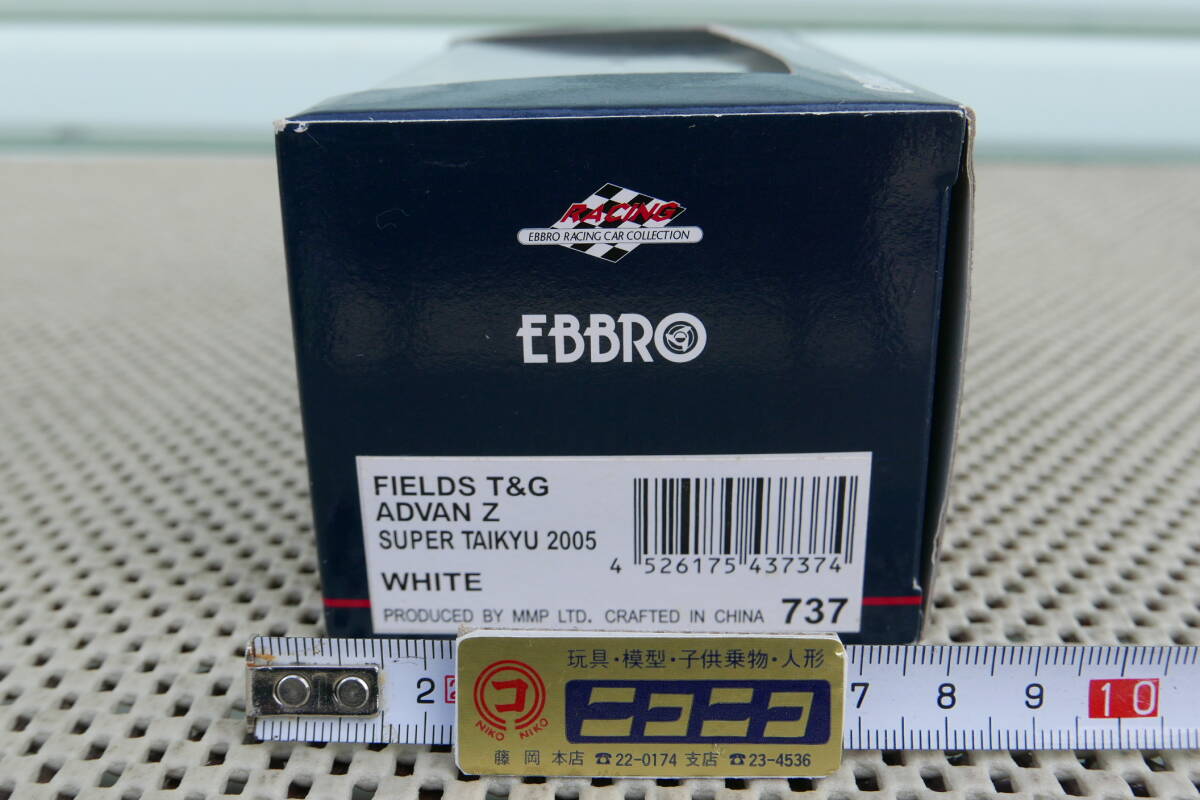 RACING
EBBRO RACING CAR COLLECTION
EBBRO
FIELDS T&G
ADVAN Z
SUPER TAIKYU 2005
WHITE
4 526175 437374
PRODUCED BY MMP LTD. CRAFTED IN CHINA 737
2 7 8 9 10
玩具・模型・子供乗物・人形
コ
NIKO NIKO
ニコニコ
藤岡 本店 ☎22-0174 支店 ☎23-4536